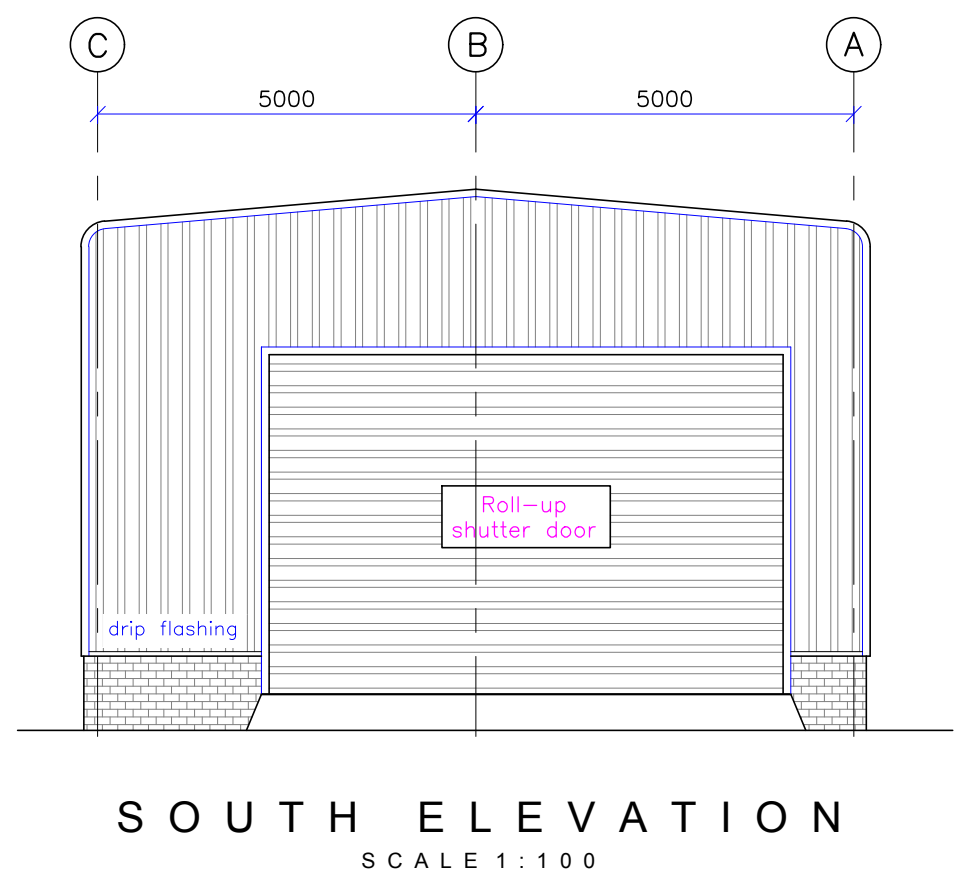 C B A
5000 5000
Roll-up
shutter door
drip flashing
SOUTH ELEVATION
SCALE 1:100